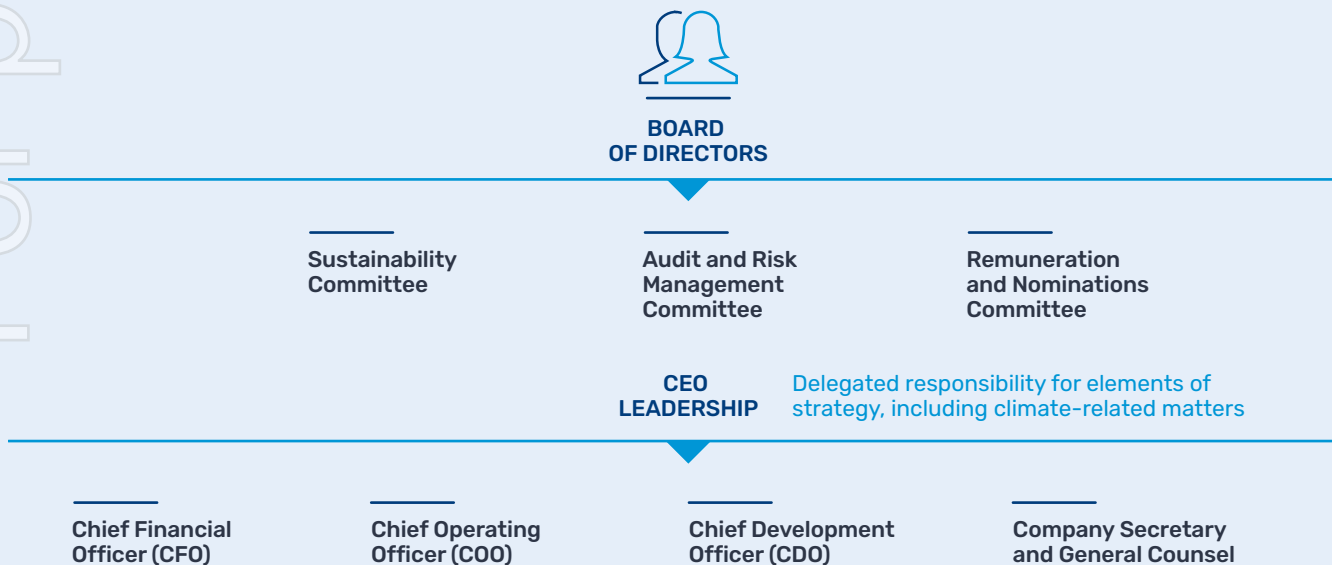 BOARD
OF DIRECTORS
Sustainability
Committee
Audit and Risk
Management
Committee
Remuneration
and Nominations
Committee
CEO
LEADERSHIP
Delegated responsibility for elements of
strategy, including climate-related matters
Chief Financial
Officer (CFO)
Chief Operating
Officer (COO)
Chief Development
Officer (CDO)
Company Secretary
and General Counsel